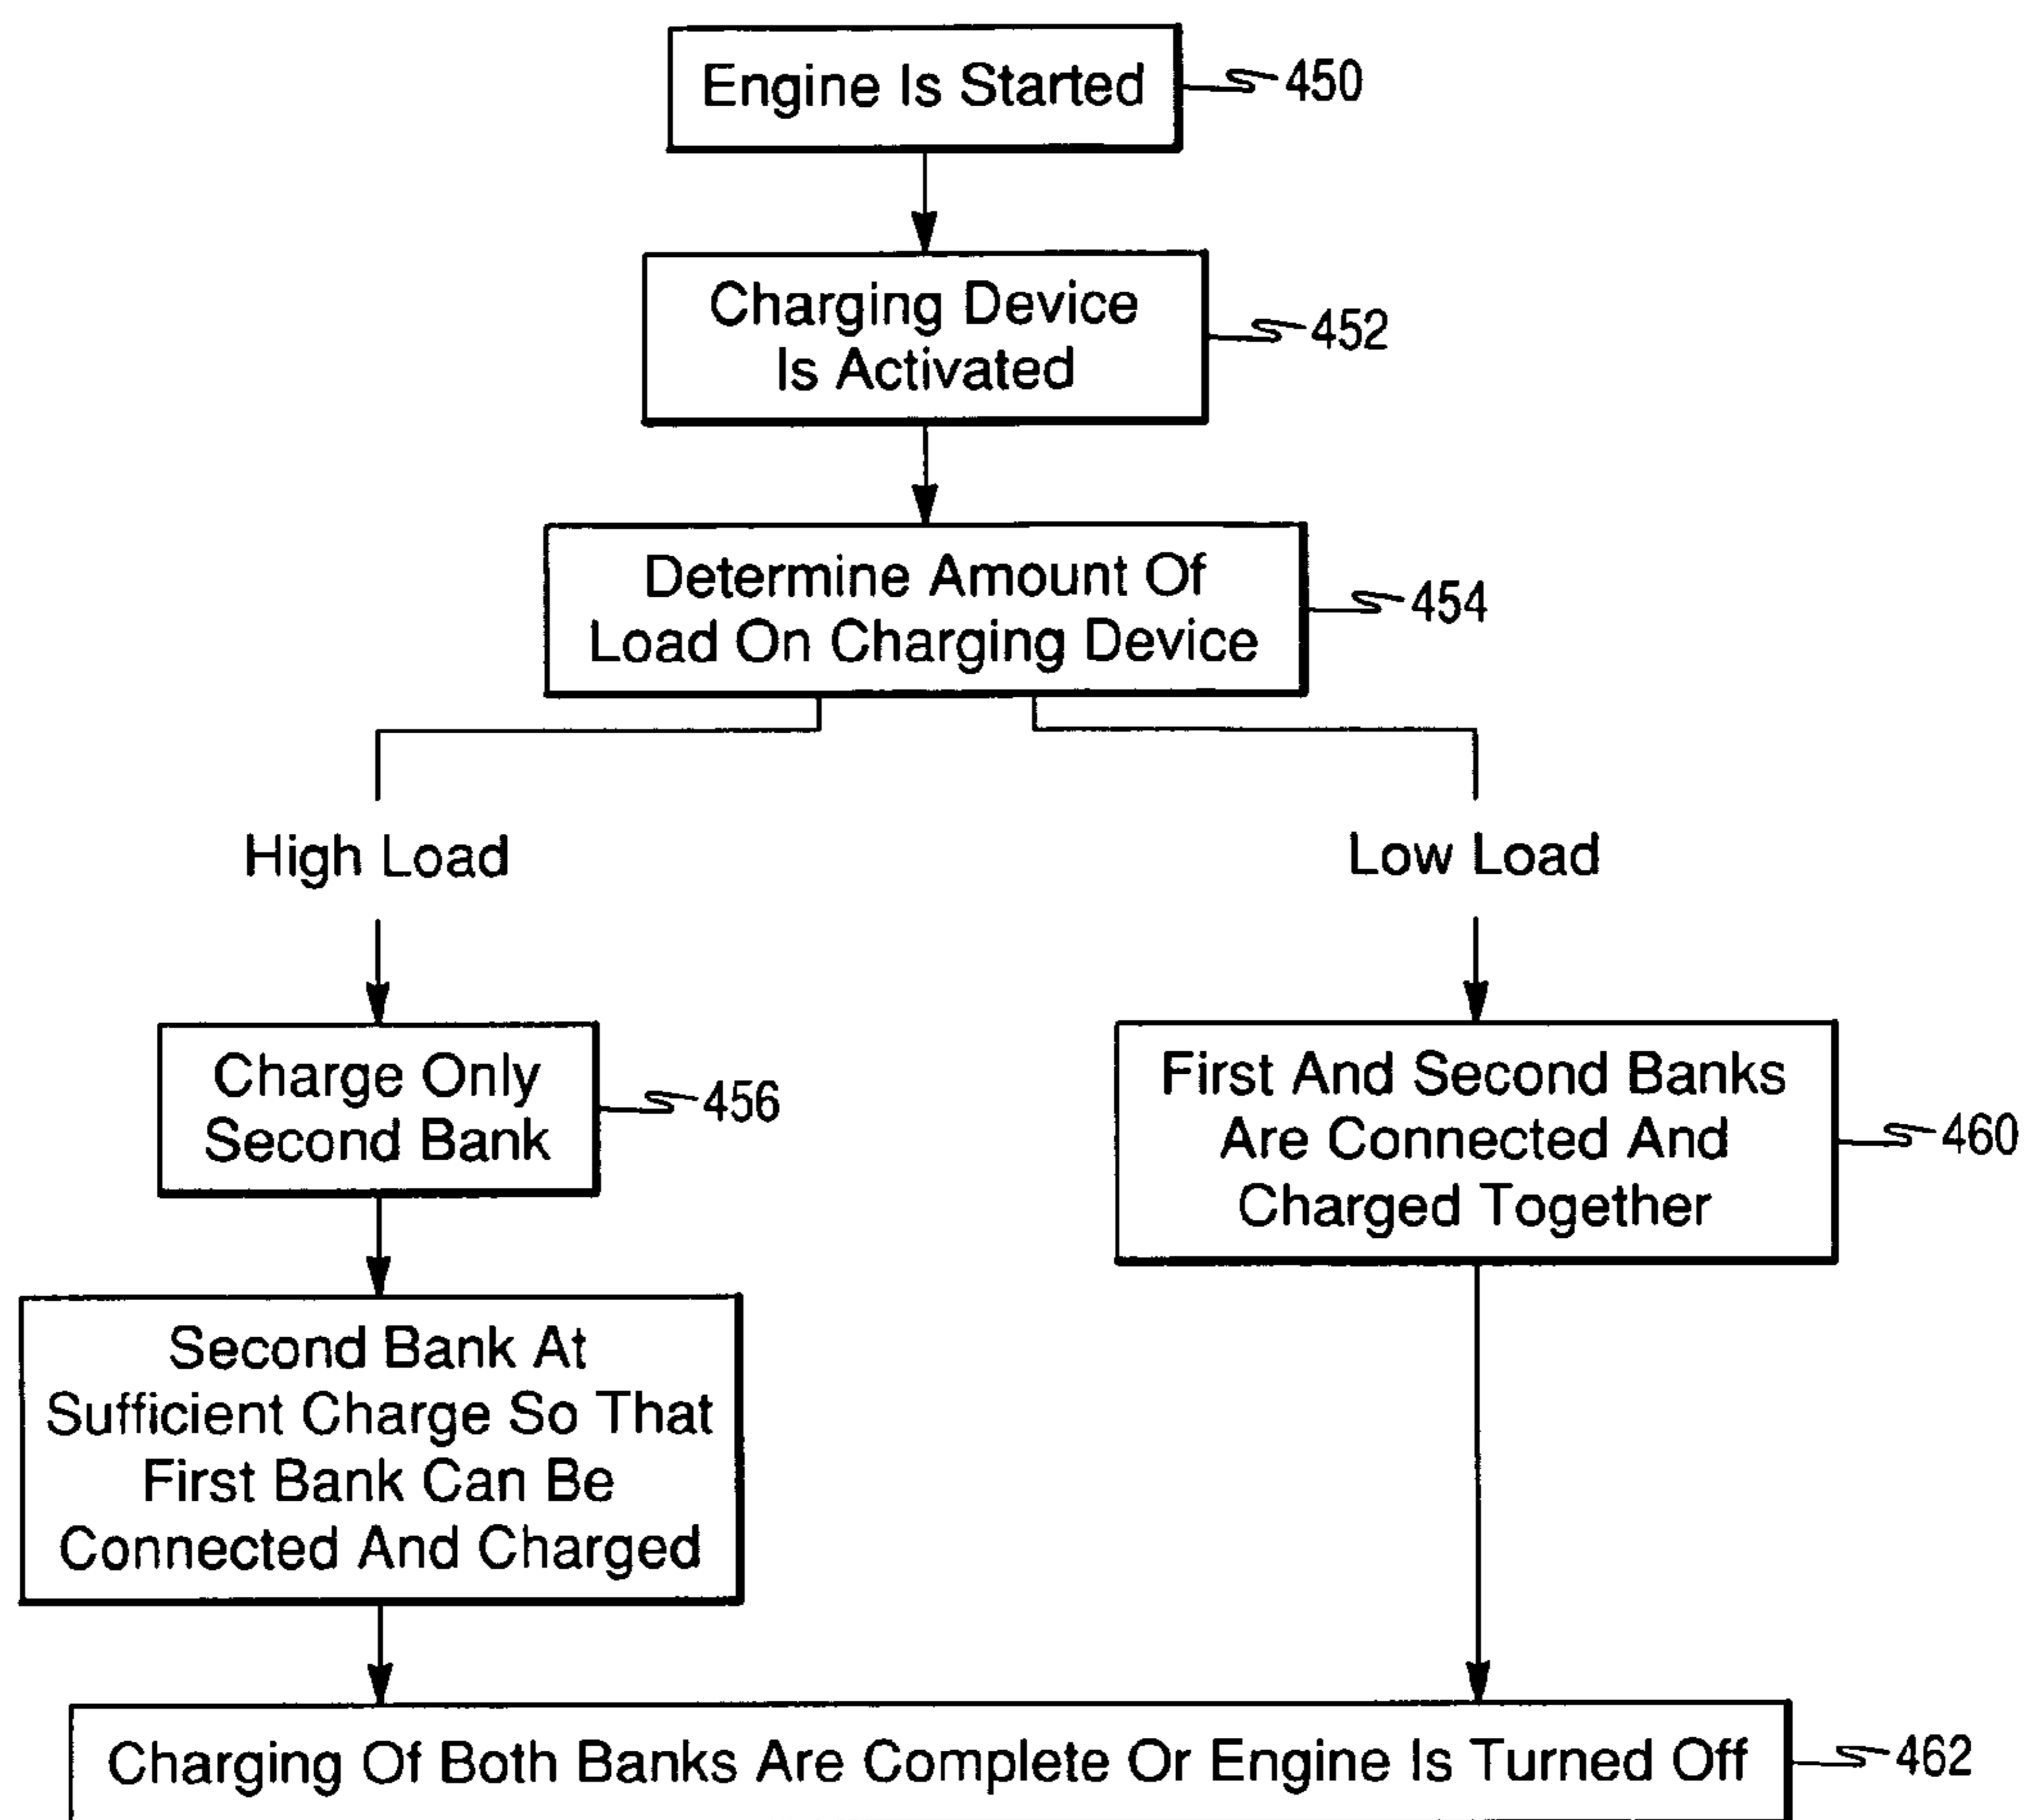 Engine Is Started
450
Charging Device
Is Activated
452
Determine Amount Of
Load On Charging Device
454
High Load
Low Load
Charge Only
Second Bank
456
First And Second Banks
Are Connected And
Charged Together
460
Second Bank At
Sufficient Charge So That
First Bank Can Be
Connected And Charged
Charging Of Both Banks Are Complete Or Engine Is Turned Off
462